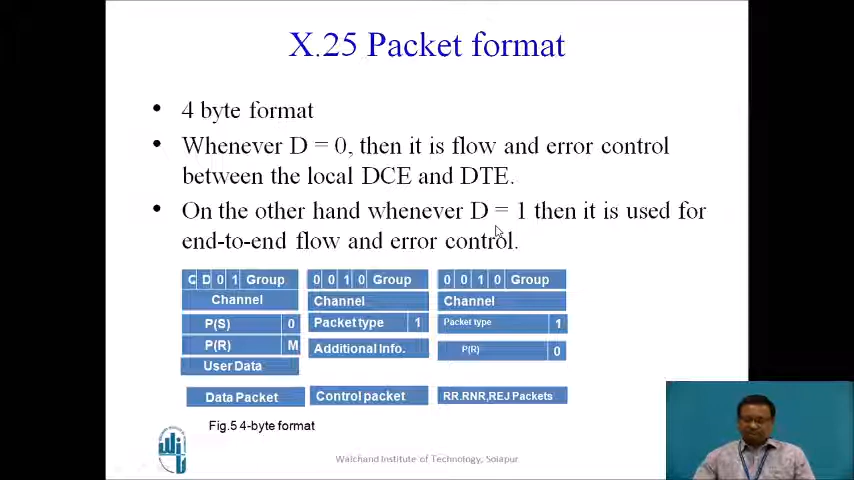 X.25 Packet format
• 4 byte format
• Whenever D = 0, then it is flow and error control
between the local DCE and DTE.
• On the other hand whenever D = 1 then it is used for
end-to-end flow and error control.
C D 0 1 Group
Channel
P(S) 0
P(R) M
User Data
Data Packet
0 0 1 0 Group
Channel
Packet type 1
Additional Info.
Control packet
0 0 1 0 Group
Channel
Packet type 1
P(R) 0
RR.RNR,REJ Packets
Fig.5 4-byte format
Walchand Institute of Technology, Solapur